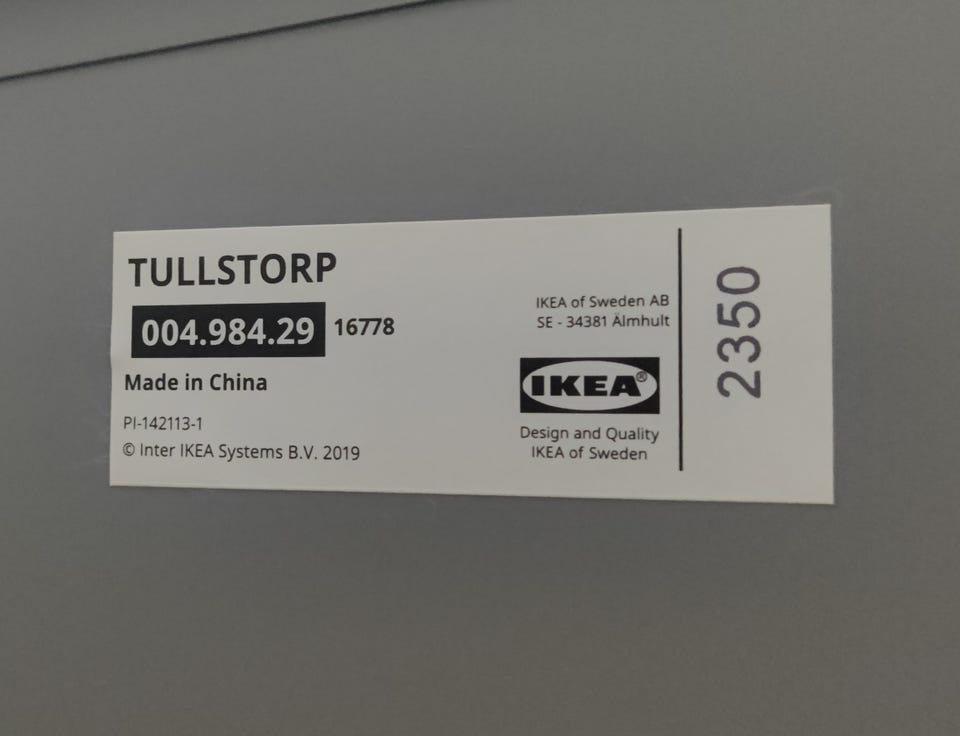 TULLSTORP
004.984.29 16778
Made in China
PI-142113-1
© Inter IKEA Systems B.V. 2019
IKEA of Sweden AB
SE - 34381 Älmhult
IKEA®
Design and Quality
IKEA of Sweden
2350